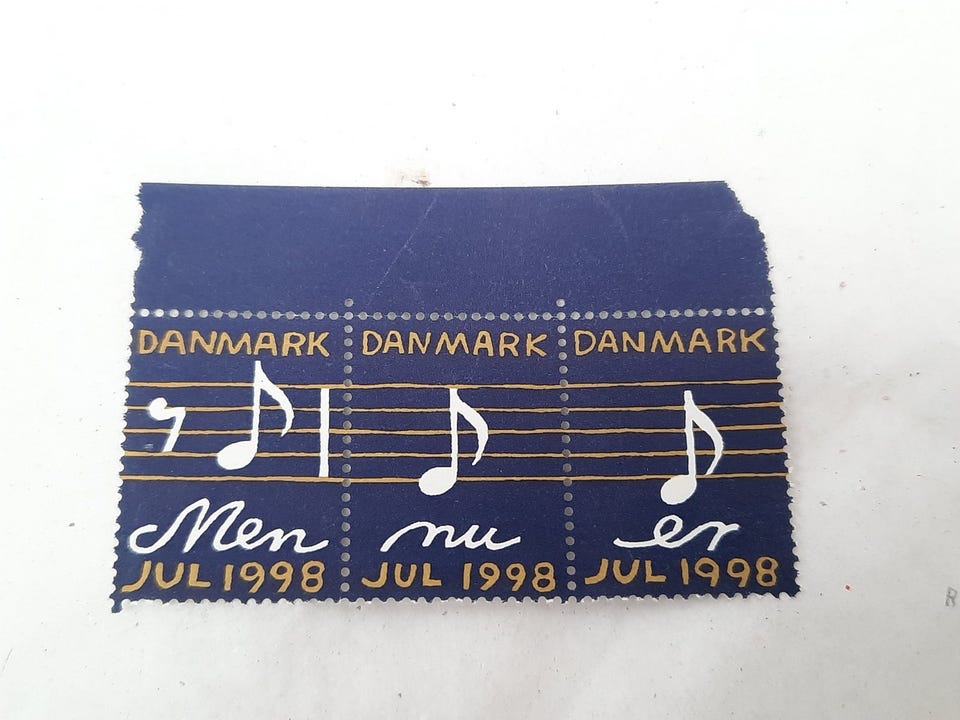 DANMARK DANMARK DANMARK
Men nu er
JUL 1998 JUL 1998 JUL 1998
R